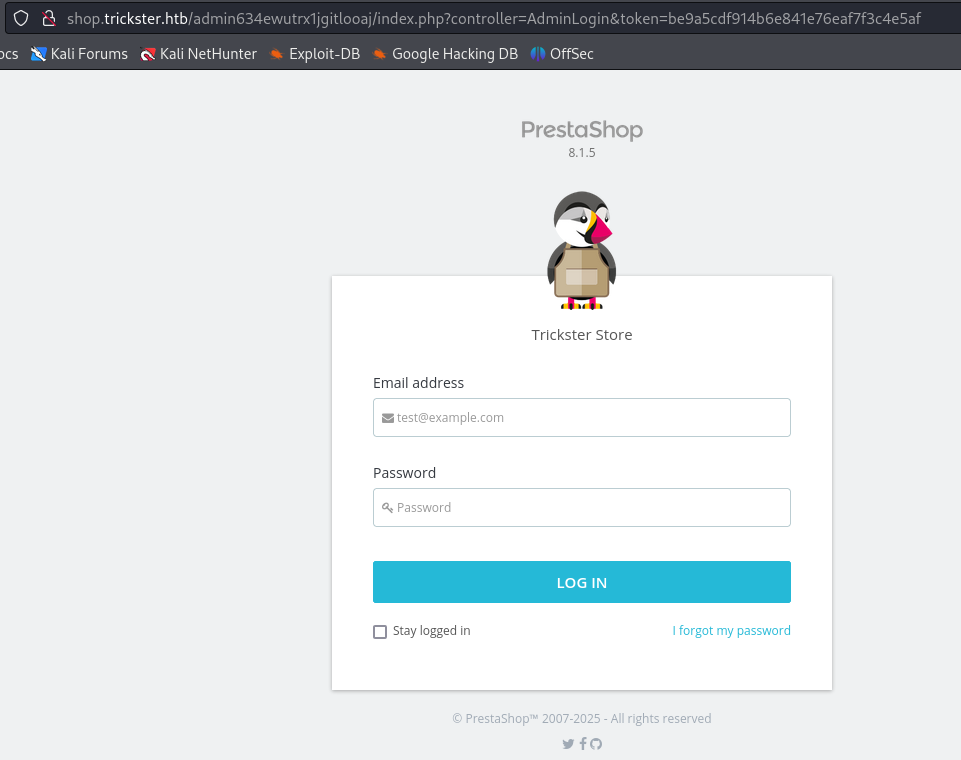 shop.trickster.htb/admin634ewutrx1jgitlooaj/index.php?controller=AdminLogin&token=be9a5cdf914b6e841e76eaf7f3c4e5af
ocs Kali Forums Kali NetHunter Exploit-DB Google Hacking DB OffSec
PrestaShop
8.1.5
Trickster Store
Email address
test@example.com
Password
Password
LOG IN
Stay logged in I forgot my password
© PrestaShop™ 2007-2025 - All rights reserved